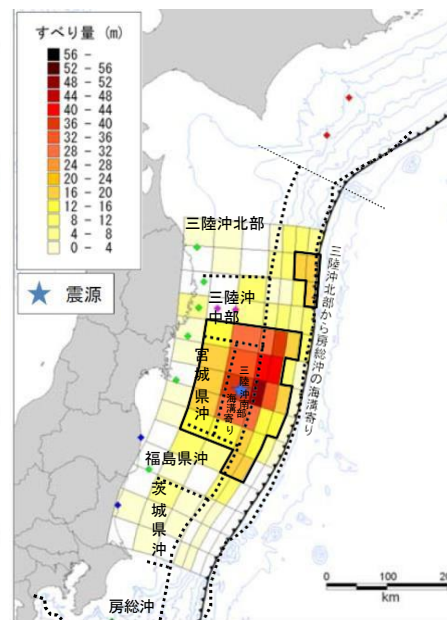 すべり量 (m)
56 -
52 - 56
48 - 52
44 - 48
40 - 44
36 - 40
32 - 36
28 - 32
24 - 28
20 - 24
16 - 20
12 - 16
8 - 12
4 - 8
0 - 4
震源
三陸沖北部
三陸沖
中部
宮城県沖
三陸沖南部
海溝寄り
三陸沖北部から房総沖の海溝寄り
福島県沖
茨城県沖
房総沖
0 100 200
km